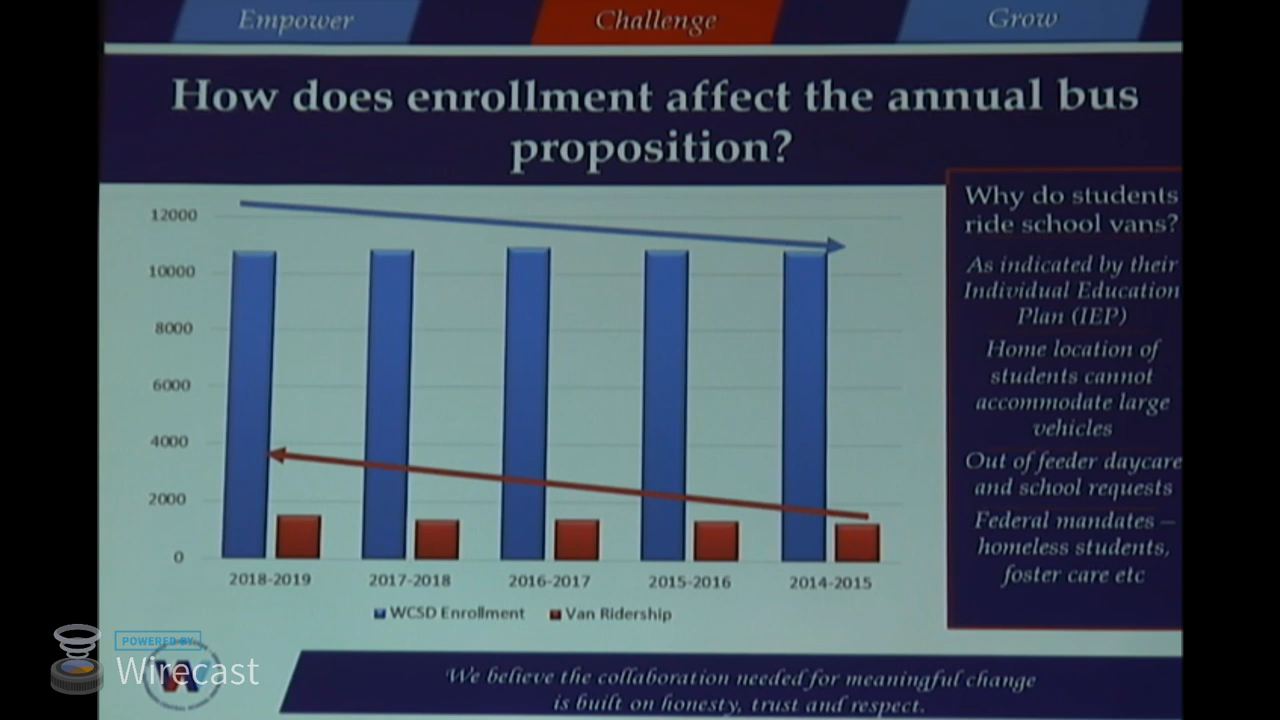 Empower
Challenge
Grow
How does enrollment affect the annual bus
proposition?
12000
10000
8000
6000
4000
2000
0
2018-2019
2017-2018
2016-2017
2015-2016
2014-2015
WCSD Enrollment
Van Ridership
Why do students
ride school vans?
As indicated by their
Individual Education
Plan (IEP)
Home location of
students cannot
accommodate large
vehicles
Out of feeder daycare
and school requests
Federal mandates –
homeless students,
foster care etc
We believe the collaboration needed for meaningful change
is built on honesty, trust and respect.
POWERED BY
Wirecast